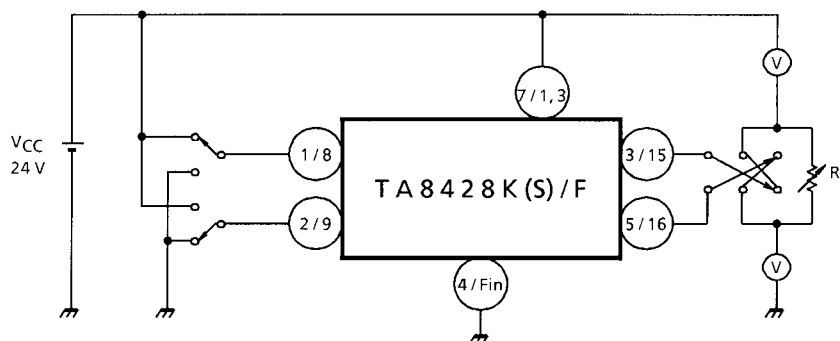 V
7 / 1, 3
VCC
24 V
1 / 8
3 / 15
R
TA8428K(S)/F
2 / 9
5 / 16
4 / Fin
V